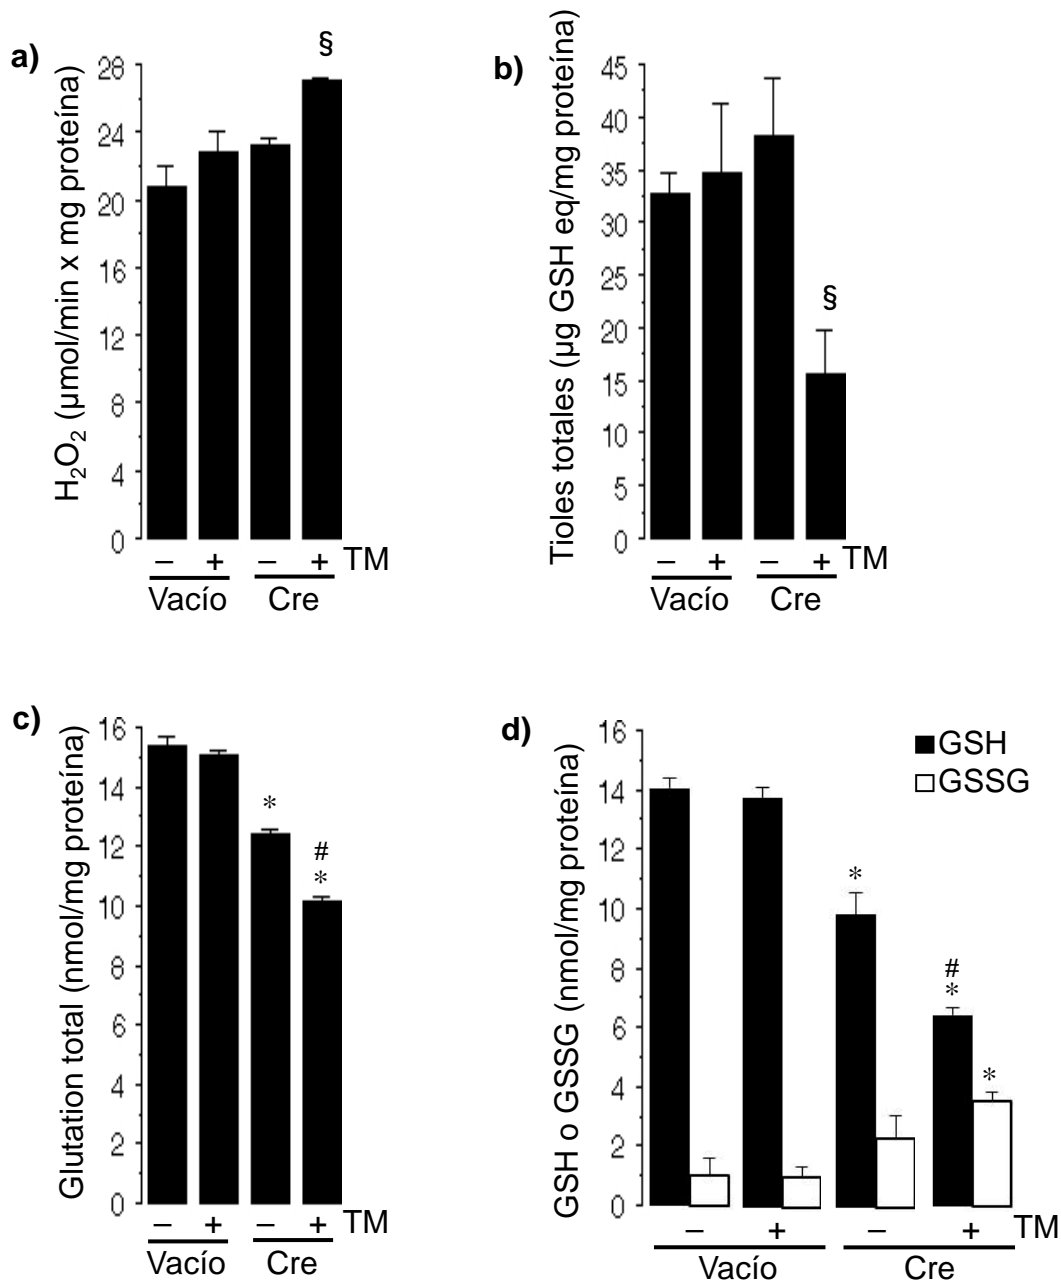 a)
H₂O₂ (µmol/min x mg proteína)
28
24
20
16
12
8
4
0
§
– + – + TM
Vacío Cre
b)
Tioles totales (µg GSH eq/mg proteína)
45
40
35
30
25
20
15
10
5
0
§
– + – + TM
Vacío Cre
c)
Glutation total (nmol/mg proteína)
16
14
12
10
8
6
4
2
0
*
#
*
– + – + TM
Vacío Cre
d)
GSH o GSSG (nmol/mg proteína)
16
14
12
10
8
6
4
2
0
GSH
GSSG
*
#
*
*
– + – + TM
Vacío Cre